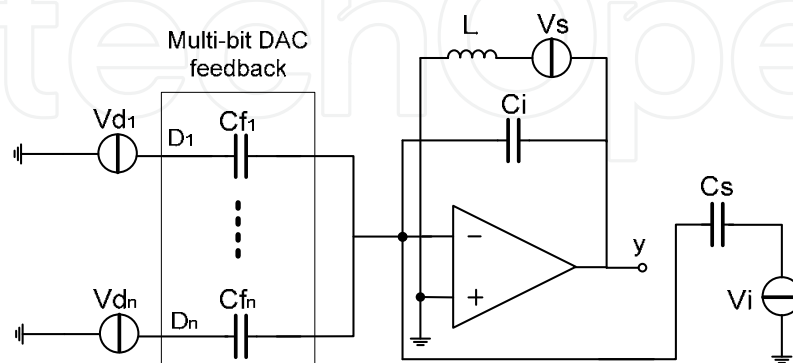 L
Vs
Multi-bit DAC
feedback
Ci
Vd1
D1
Cf1
Cs
−
y
+
Vi
Vdn
Dn
Cfn